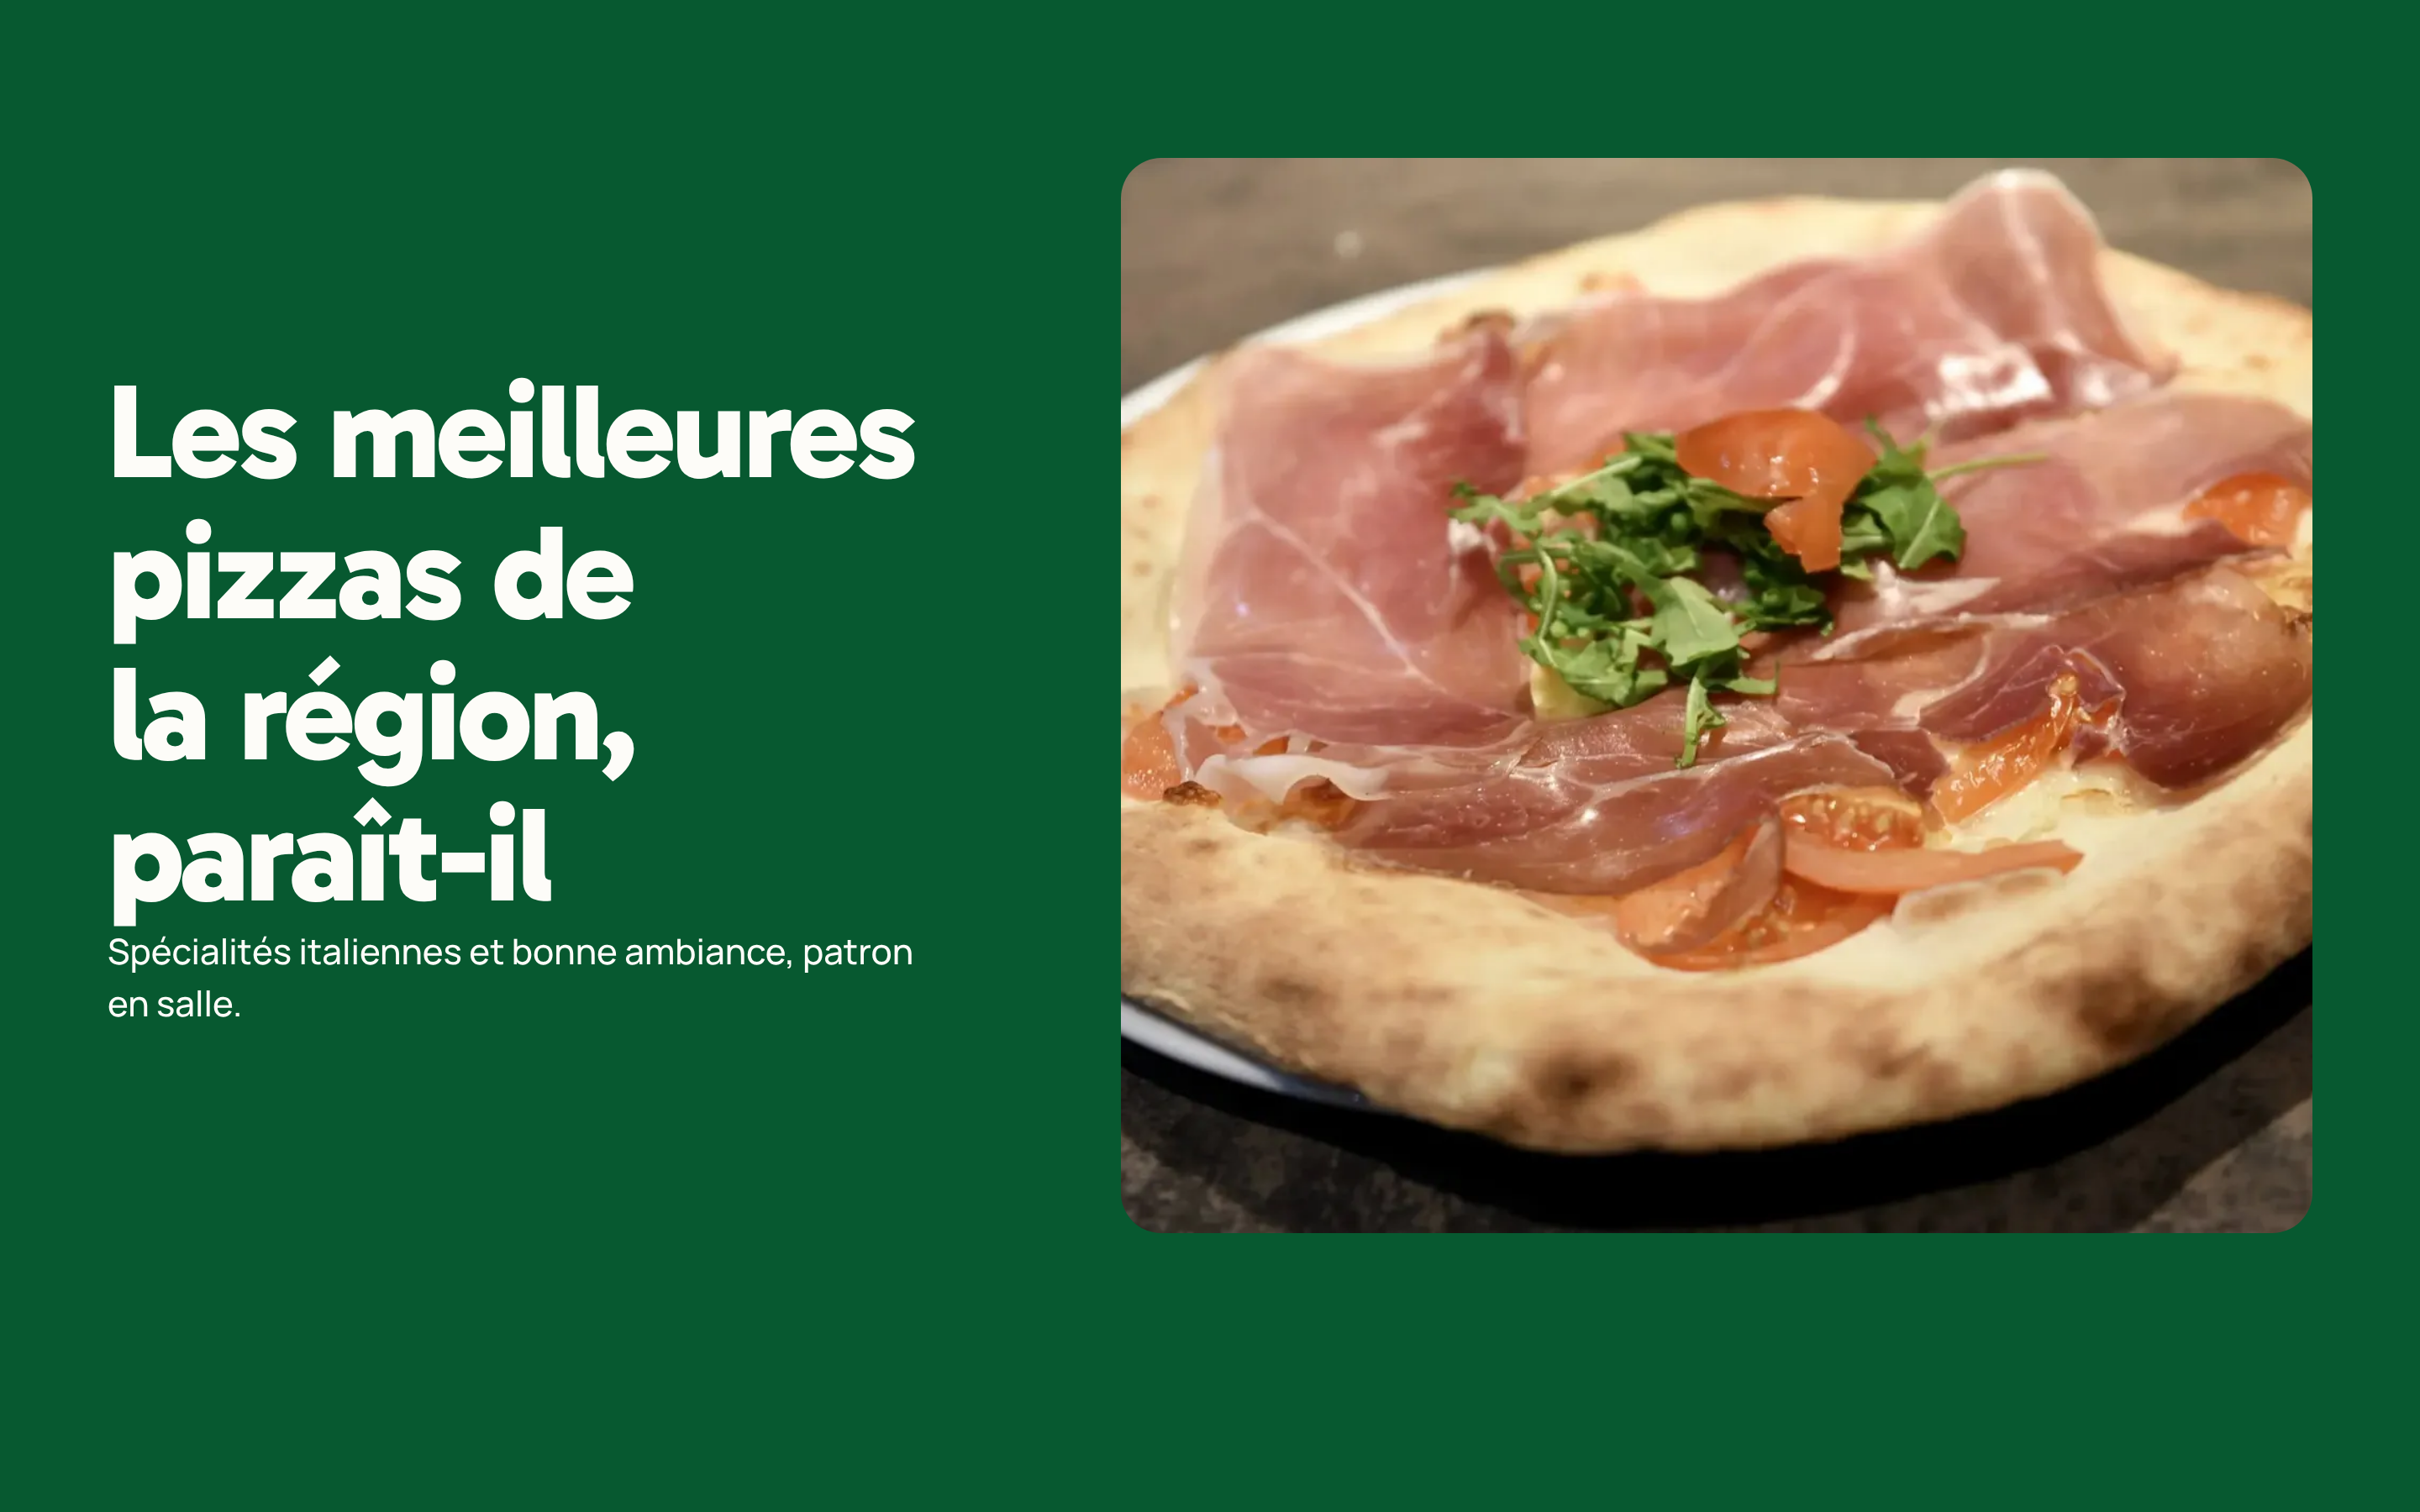 Les meilleures
pizzas de
la région,
paraît-il
Spécialités italiennes et bonne ambiance, patron
en salle.